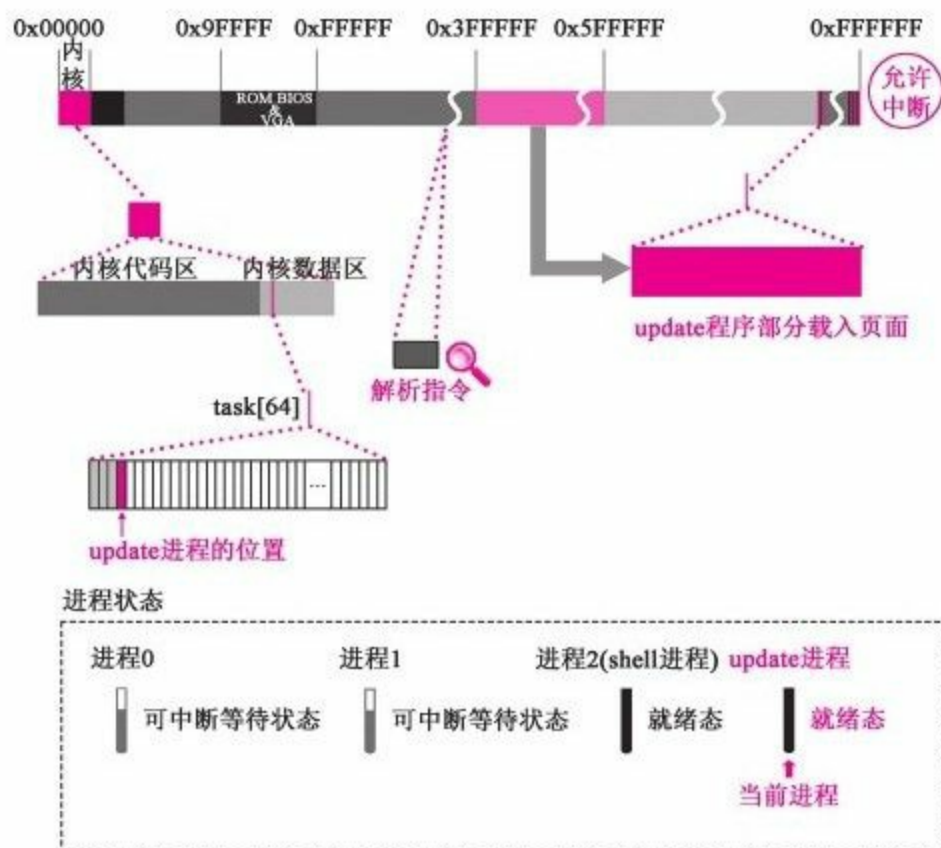 0x00000 0x9FFFF 0xFFFFF 0x3FFFFF 0x5FFFFF 0xFFFFFF
内
核
ROM BIOS
&
VGA
允许
中断
内核代码区 内核数据区
update程序部分载入页面
解析指令
task[64]
...
update进程的位置
进程状态
进程0 进程1 进程2(shell进程) update进程
可中断等待状态 可中断等待状态 就绪态 就绪态
当前进程